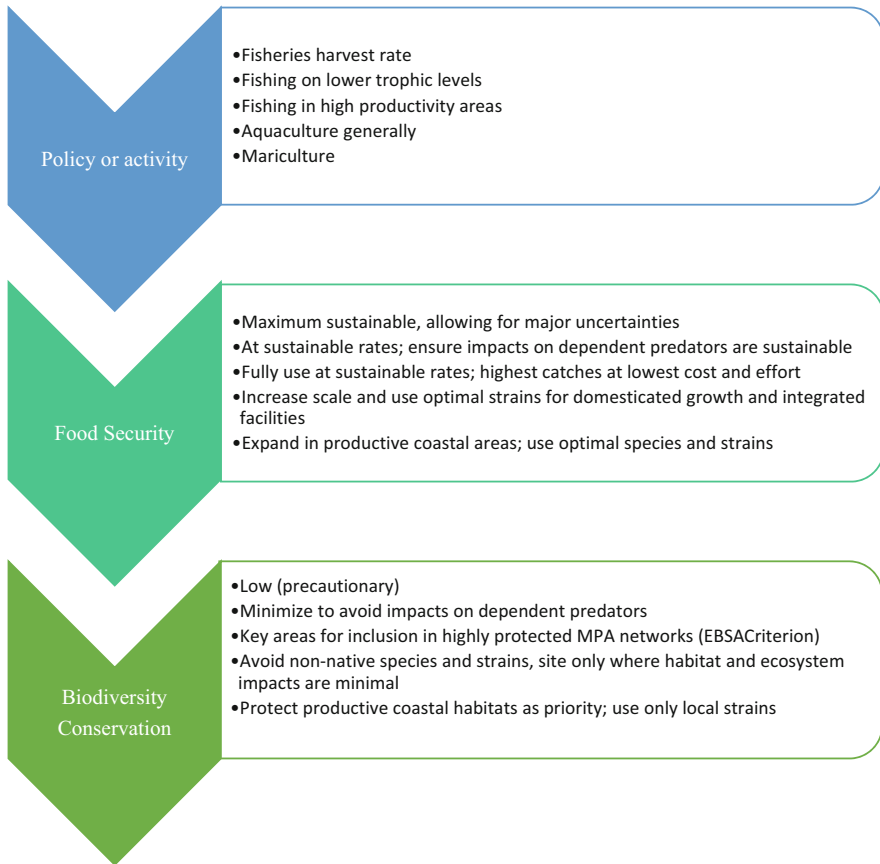 Policy or activity
•Fisheries harvest rate
•Fishing on lower trophic levels
•Fishing in high productivity areas
•Aquaculture generally
•Mariculture
Food Security
•Maximum sustainable, allowing for major uncertainties
•At sustainable rates; ensure impacts on dependent predators are sustainable
•Fully use at sustainable rates; highest catches at lowest cost and effort
•Increase scale and use optimal strains for domesticated growth and integrated
facilities
•Expand in productive coastal areas; use optimal species and strains
Biodiversity
Conservation
•Low (precautionary)
•Minimize to avoid impacts on dependent predators
•Key areas for inclusion in highly protected MPA networks (EBSACriterion)
•Avoid non-native species and strains, site only where habitat and ecosystem
impacts are minimal
•Protect productive coastal habitats as priority; use only local strains